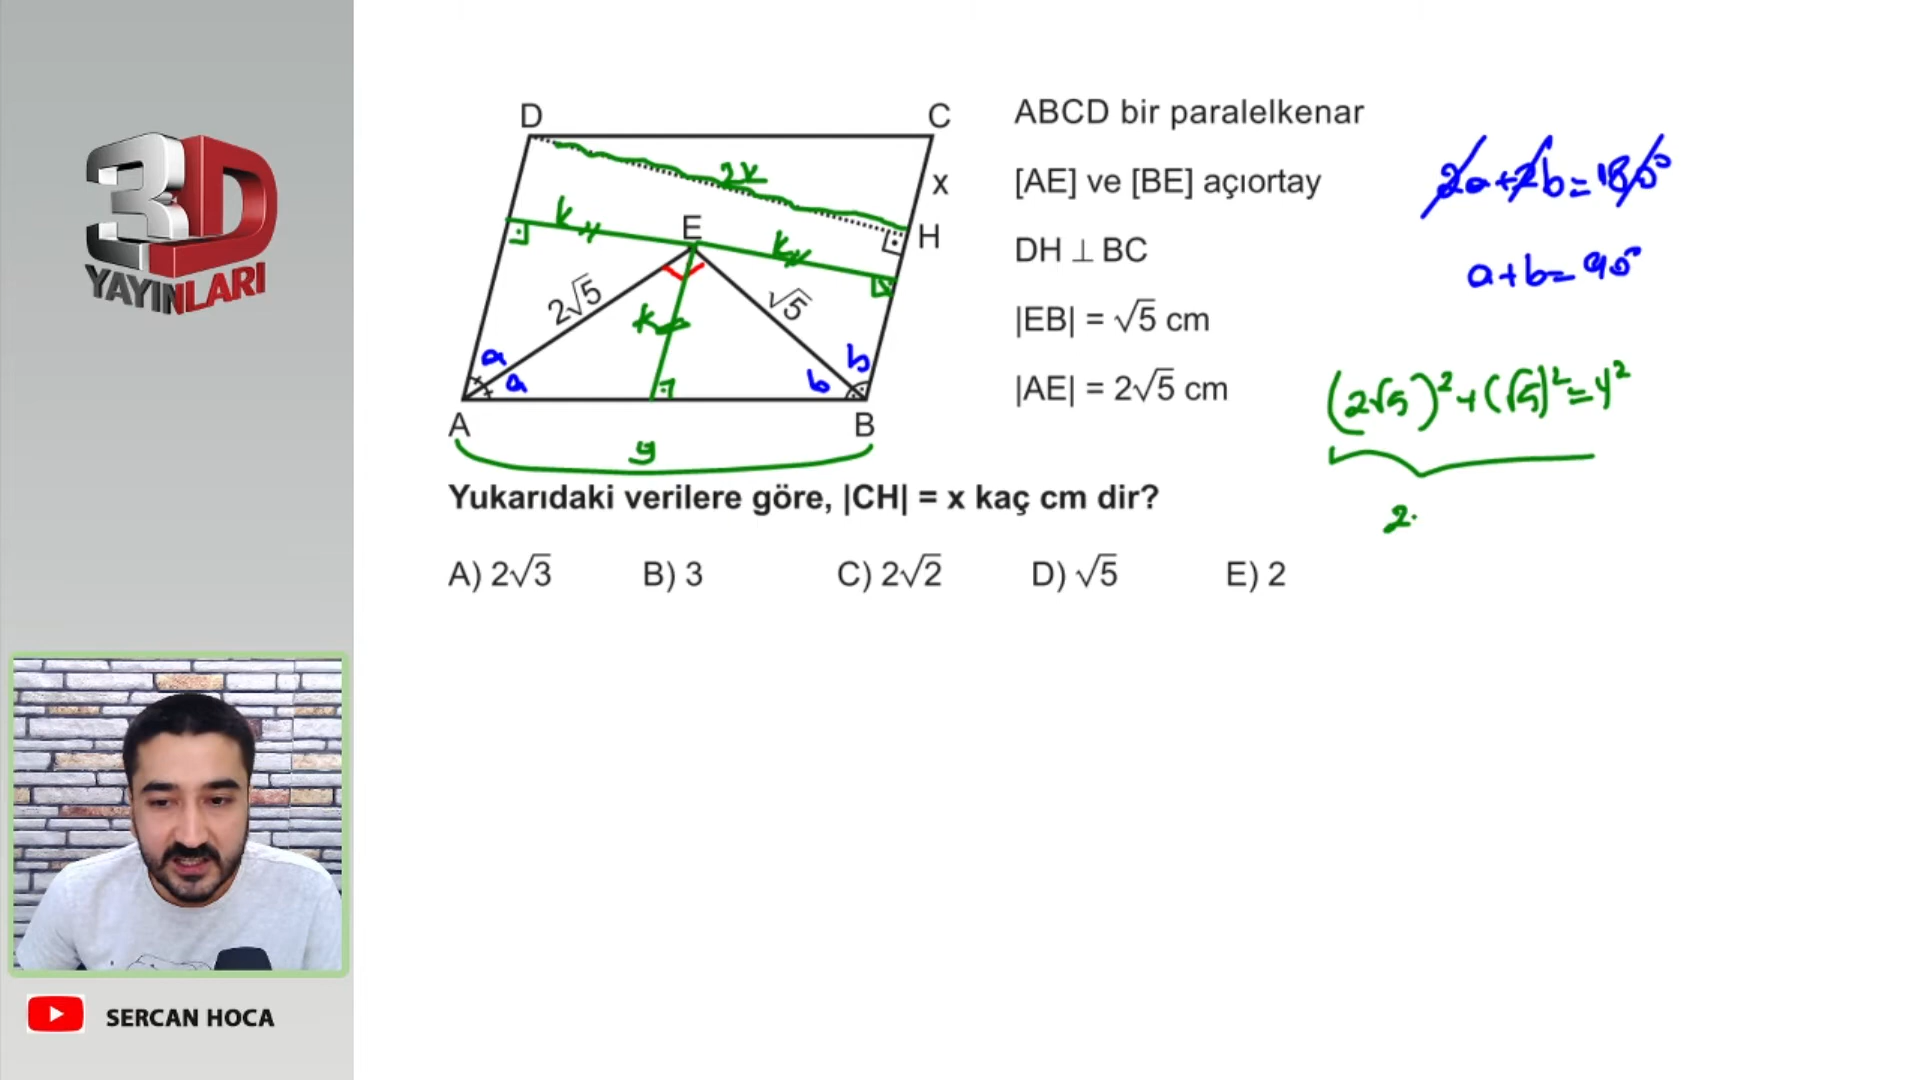 3D
YAYINLARI
D
C
ABCD bir paralelkenar
2a+2b=180°
2k
x
[AE] ve [BE] açıortay
k
E
k
H
DH ⊥ BC
a+b=90°
2√5
√5
k
|EB| = √5 cm
a
a
b
b
|AE| = 2√5 cm
(2√5)²+(√5)²=y²
A
B
y
Yukarıdaki verilere göre, |CH| = x kaç cm dir?
2
A) 2√3 B) 3 C) 2√2 D) √5 E) 2
SERCAN HOCA